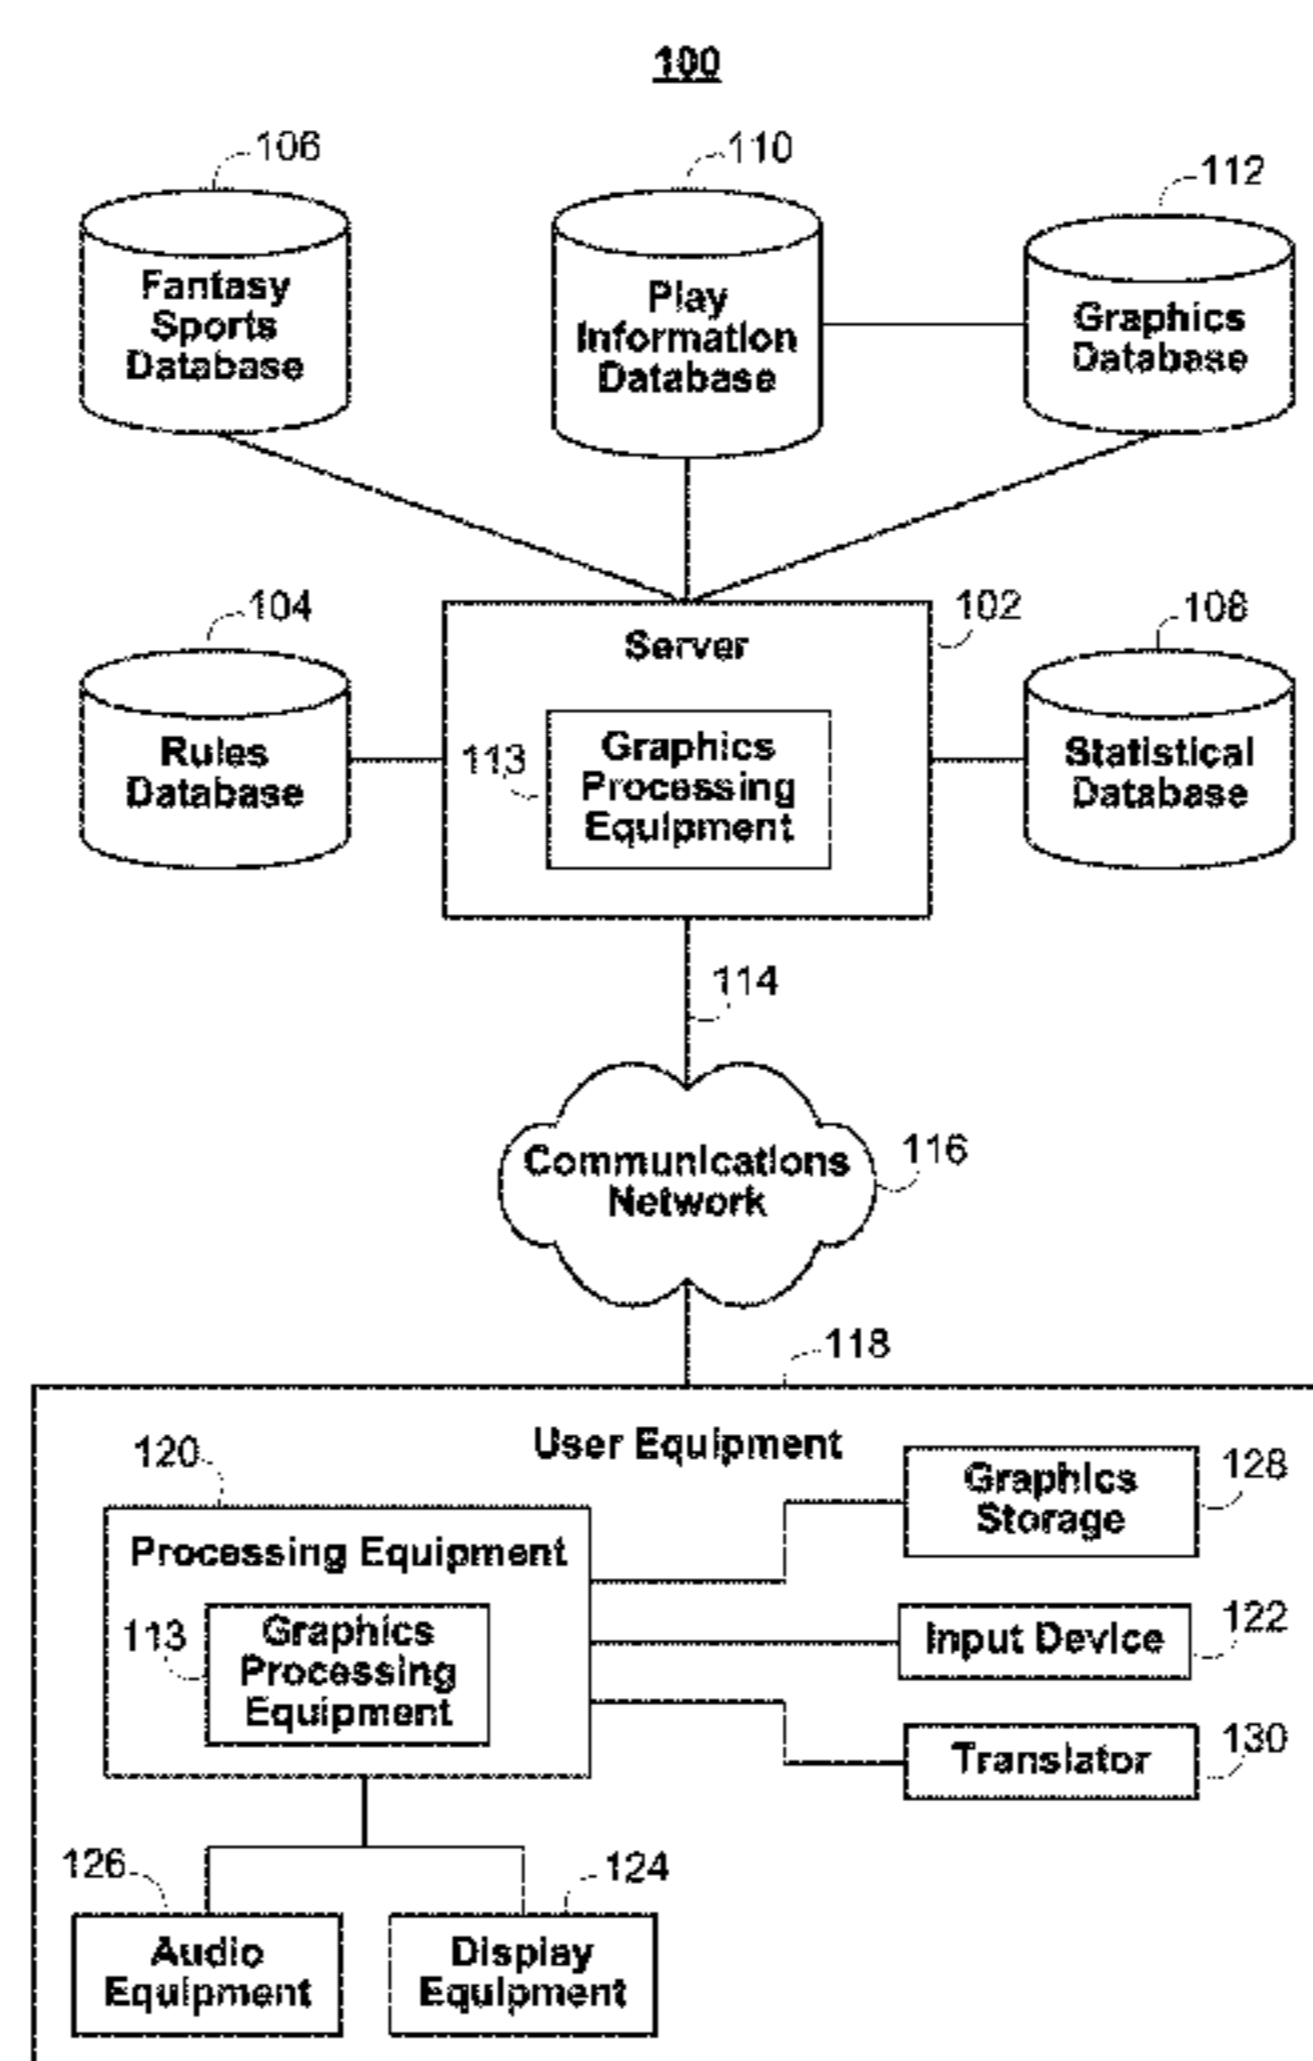 100
106
110
112
Fantasy
Sports
Database
Play
Information
Database
Graphics
Database
104
102
108
Server
Rules
Database
113
Graphics
Processing
Equipment
Statistical
Database
114
Communications
Network
116
118
User Equipment
120
Processing Equipment
113
Graphics
Processing
Equipment
Graphics
Storage
128
Input Device
122
Translator
130
126
124
Audio
Equipment
Display
Equipment